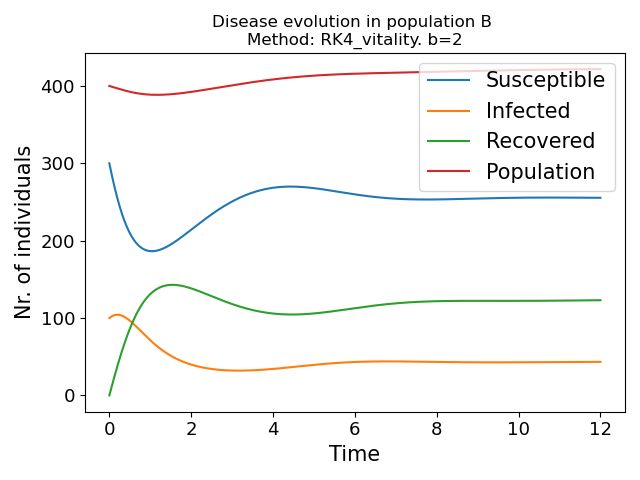 Disease evolution in population B
Method: RK4_vitality. b=2
Susceptible
Infected
Recovered
Population
400
300
200
100
0
Nr. of individuals
0 2 4 6 8 10 12
Time